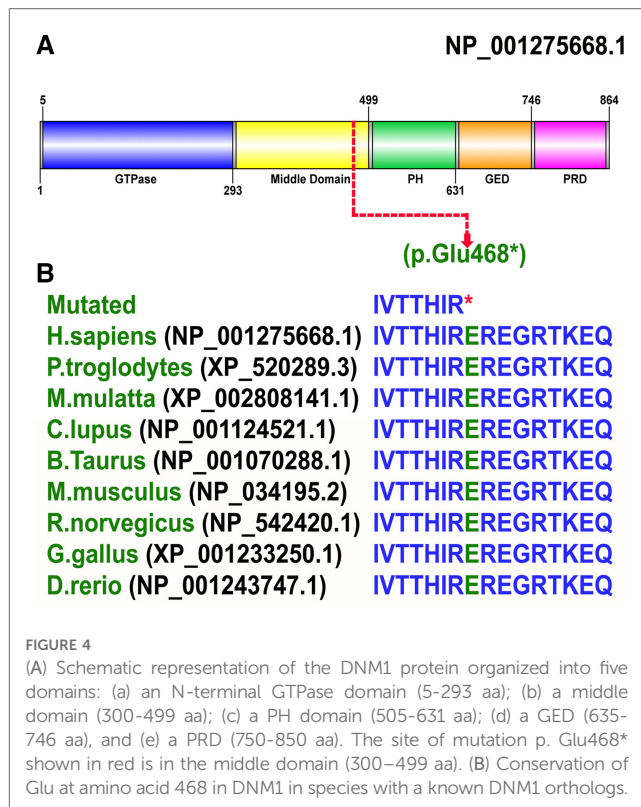 A
NP_001275668.1
5 499 746 864
GTPase Middle Domain PH GED PRD
1 293 631
(p.Glu468*)
B
Mutated IVTTHIR*
H.sapiens (NP_001275668.1) IVTTHIREREGRTKEQ
P.troglodytes (XP_520289.3) IVTTHIREREGRTKEQ
M.mulatta (XP_002808141.1) IVTTHIREREGRTKEQ
C.lupus (NP_001124521.1) IVTTHIREREGRTKEQ
B.Taurus (NP_001070288.1) IVTTHIREREGRTKEQ
M.musculus (NP_034195.2) IVTTHIREREGRTKEQ
R.norvegicus (NP_542420.1) IVTTHIREREGRTKEQ
G.gallus (XP_001233250.1) IVTTHIREREGRTKEQ
D.rerio (NP_001243747.1) IVTTHIREREGRTKEQ
FIGURE 4
(A) Schematic representation of the DNM1 protein organized into five
domains: (a) an N-terminal GTPase domain (5-293 aa); (b) a middle
domain (300-499 aa); (c) a PH domain (505-631 aa); (d) a GED (635-
746 aa), and (e) a PRD (750-850 aa). The site of mutation p. Glu468*
shown in red is in the middle domain (300–499 aa). (B) Conservation of
Glu at amino acid 468 in DNM1 in species with a known DNM1 orthologs.